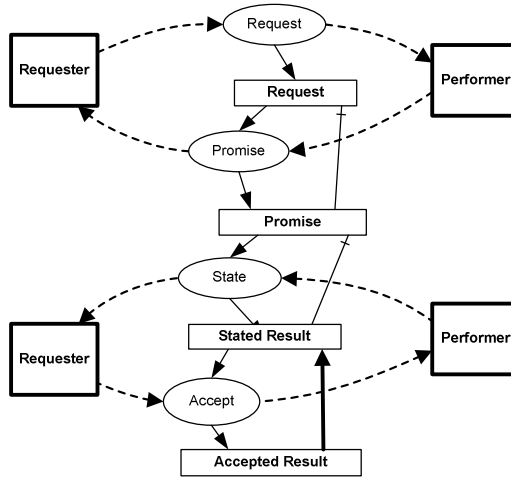 Request
Requester
Performer
Request
Promise
Promise
State
Stated Result
Requester
Performer
Accept
Accepted Result